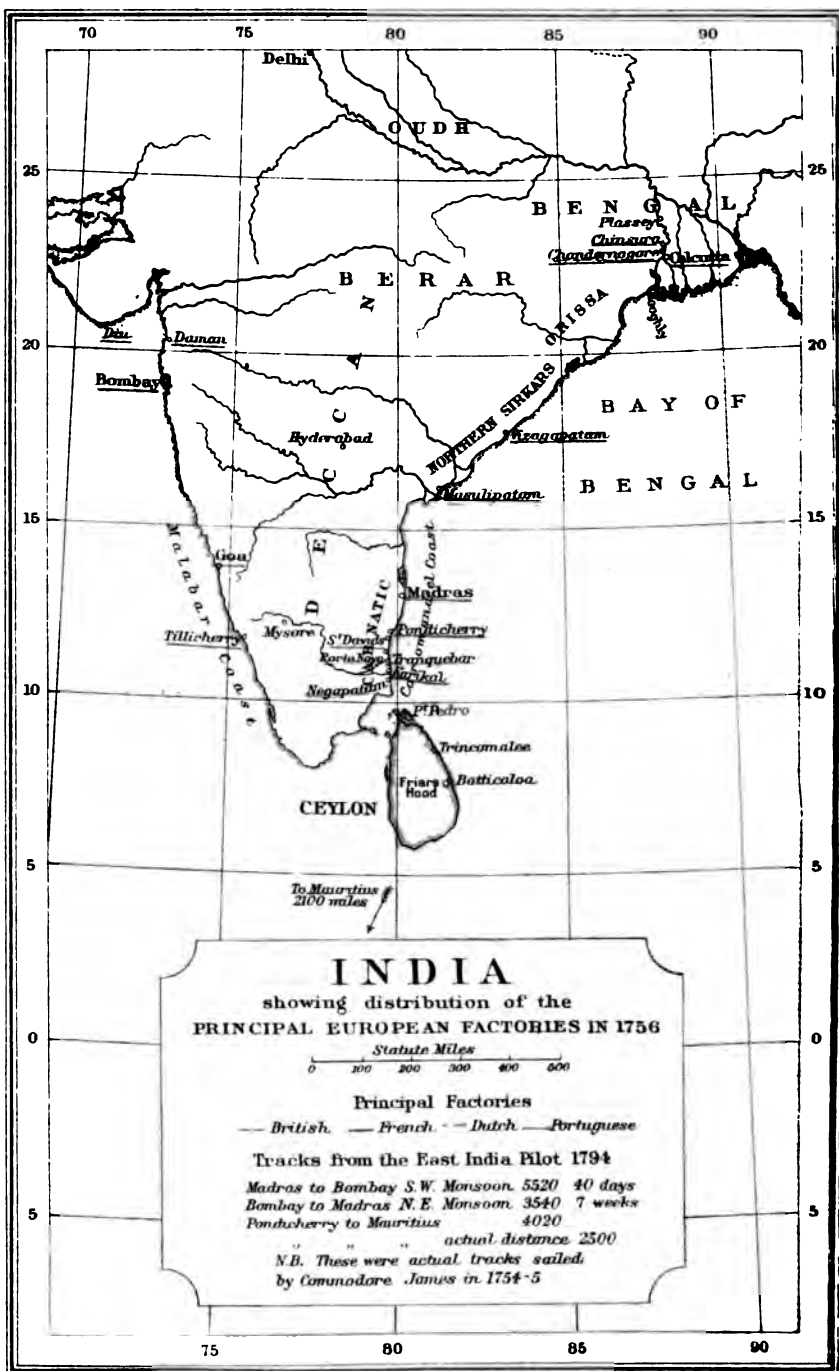 70 75 80 85 90
Delhi
OUDH
25 25
BENGAL
Plassey
Chinsura
Chandernagore
Calcutta
BERAR
ORISSA
Diu
Daman
20 20
Bombay
DECCAN
NORTHERN SIRKARS
BAY OF
BENGAL
Hyderabad
Vizagapatam
Masulipatam
15 15
Goa
Malabar Coast
Coromandel Coast
CARNATIC
Madras
Mysore
Tillicherry
St Davids
Pondicherry
Porto Novo
Tranquebar
Karikal
Negapatam
10 10
Pt Pedro
Trincomalee
Friars
Hood
Batticaloa
CEYLON
5 5
To Mauritius
2100 miles
INDIA
showing distribution of the
PRINCIPAL EUROPEAN FACTORIES IN 1756
Statute Miles
0 100 200 300 400 500
Principal Factories
British French Dutch Portuguese
Tracks from the East India Pilot 1794
Madras to Bombay S.W. Monsoon 5520 40 days
Bombay to Madras N.E. Monsoon 3540 7 weeks
Pondicherry to Mauritius 4020
" " " actual distance 2500
N.B. These were actual tracks sailed
by Commodore James in 1754-5
0 0
5 5
75 80 85 90